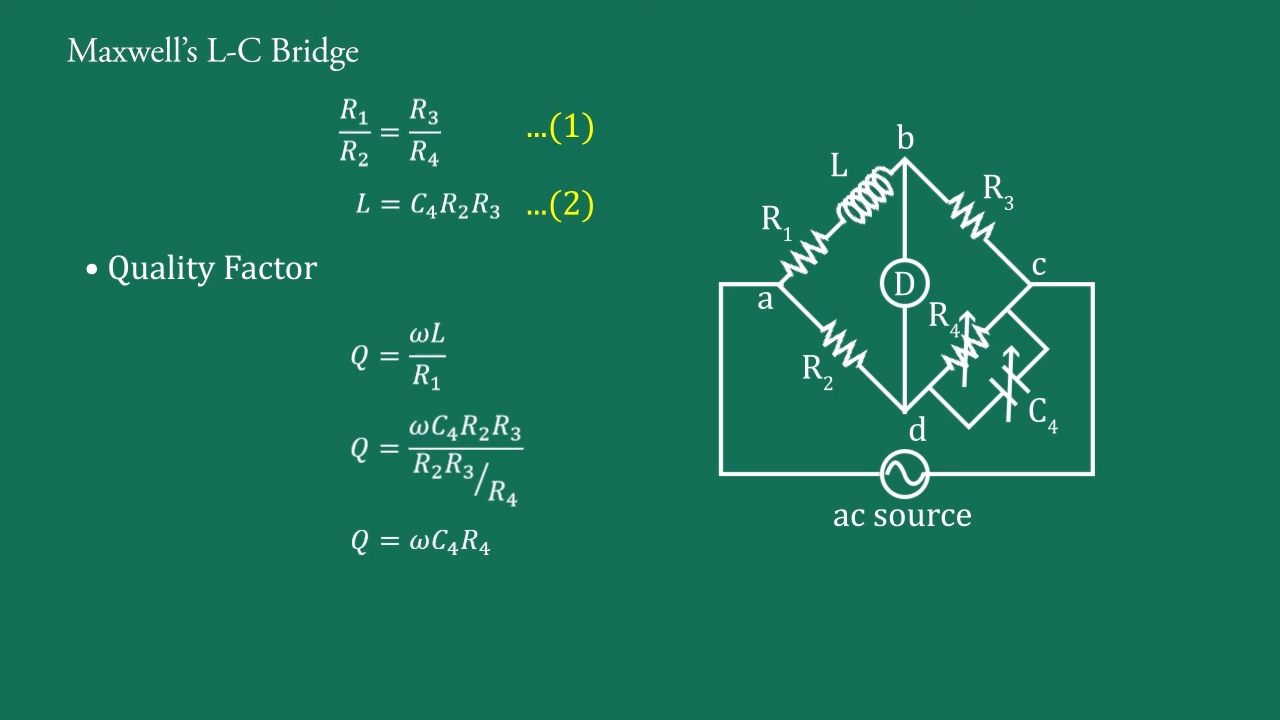 Maxwell's L-C Bridge
R₁/R₂ = R₃/R₄ ...(1)
L = C₄R₂R₃ ...(2)
• Quality Factor
Q = ωL/R₁
Q = ωC₄R₂R₃/(R₂R₃/R₄)
Q = ωC₄R₄
b
L
R₃
R₁
c
a
D
R₄
R₂
C₄
d
ac source